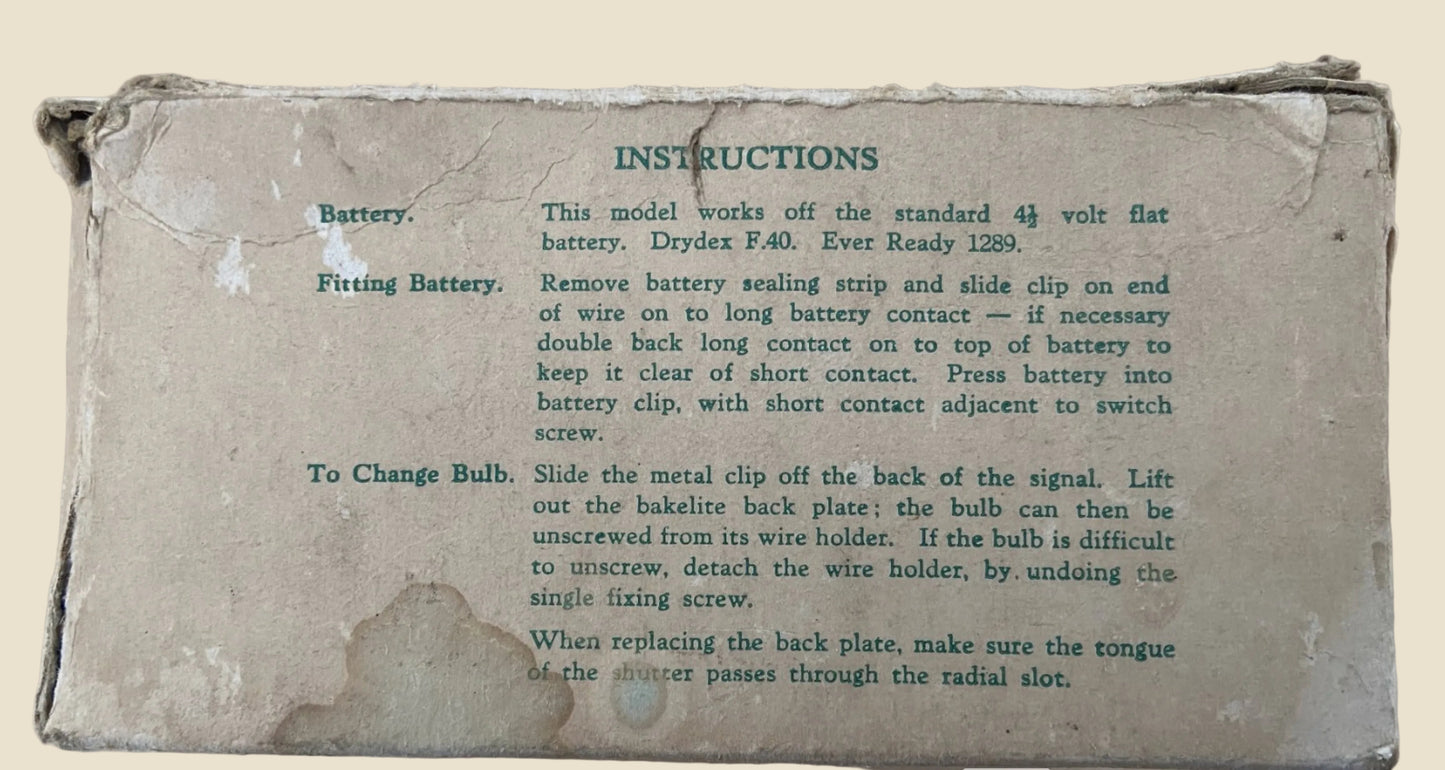 INSTRUCTIONS
Battery. This model works off the standard 4½ volt flat
battery. Drydex F.40. Ever Ready 1289.
Fitting Battery. Remove battery sealing strip and slide clip on end
of wire on to long battery contact — if necessary
double back long contact on to top of battery to
keep it clear of short contact. Press battery into
battery clip, with short contact adjacent to switch
screw.
To Change Bulb. Slide the metal clip off the back of the signal. Lift
out the bakelite back plate; the bulb can then be
unscrewed from its wire holder. If the bulb is difficult
to unscrew, detach the wire holder, by undoing the
single fixing screw.
When replacing the back plate, make sure the tongue
of the shutter passes through the radial slot.